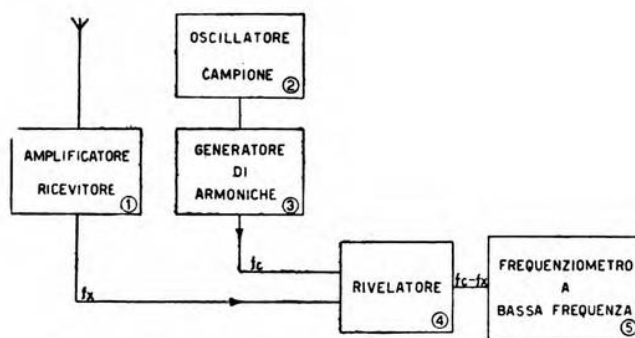 OSCILLATORE
CAMPIONE
②
AMPLIFICATORE
RICEVITORE
①
GENERATORE
DI
ARMONICHE
③
fc
fx
RIVELATORE
④
fc-fx
FREQUENZIOMETRO
A
BASSA FREQUENZA
⑤